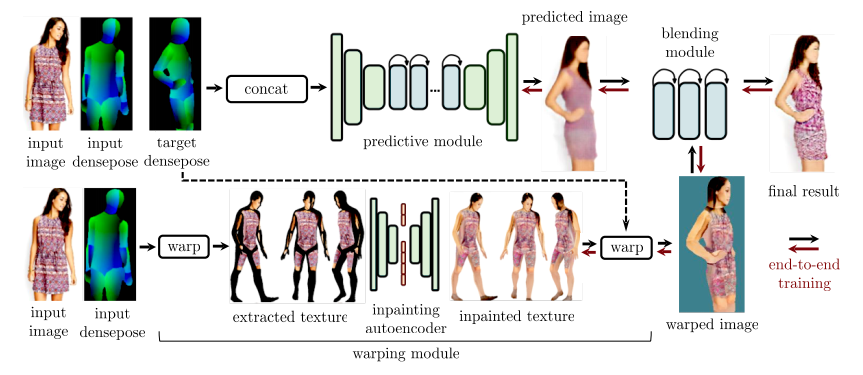 predicted image
blending
module
concat
input
image
input
densepose
target
densepose
predictive module
final result
warp
warp
end-to-end
training
input
image
input
densepose
extracted texture
inpainting
autoencoder
inpainted texture
warped image
warping module